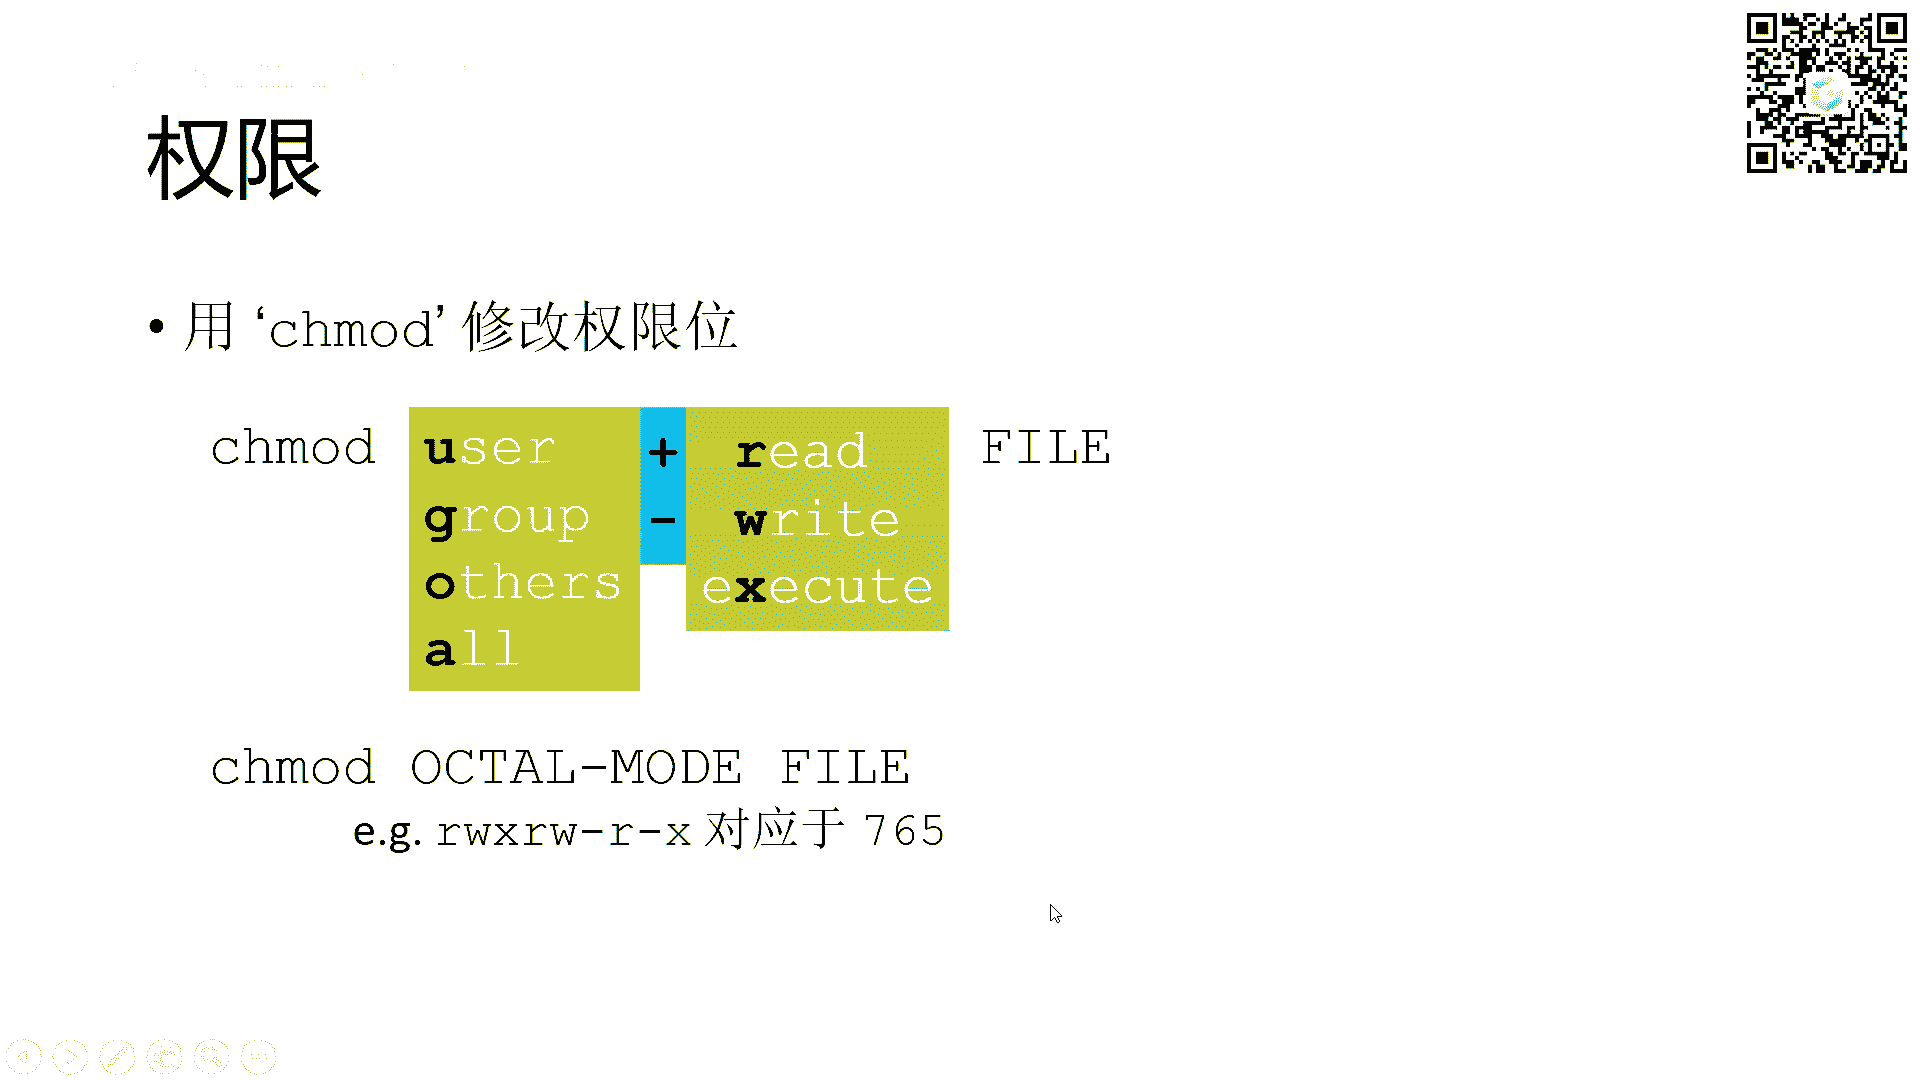 权限
• 用 ‘chmod’ 修改权限位
chmod user + read FILE
group - write
others execute
all
chmod OCTAL-MODE FILE
e.g. rwxrw-r-x 对应于 765